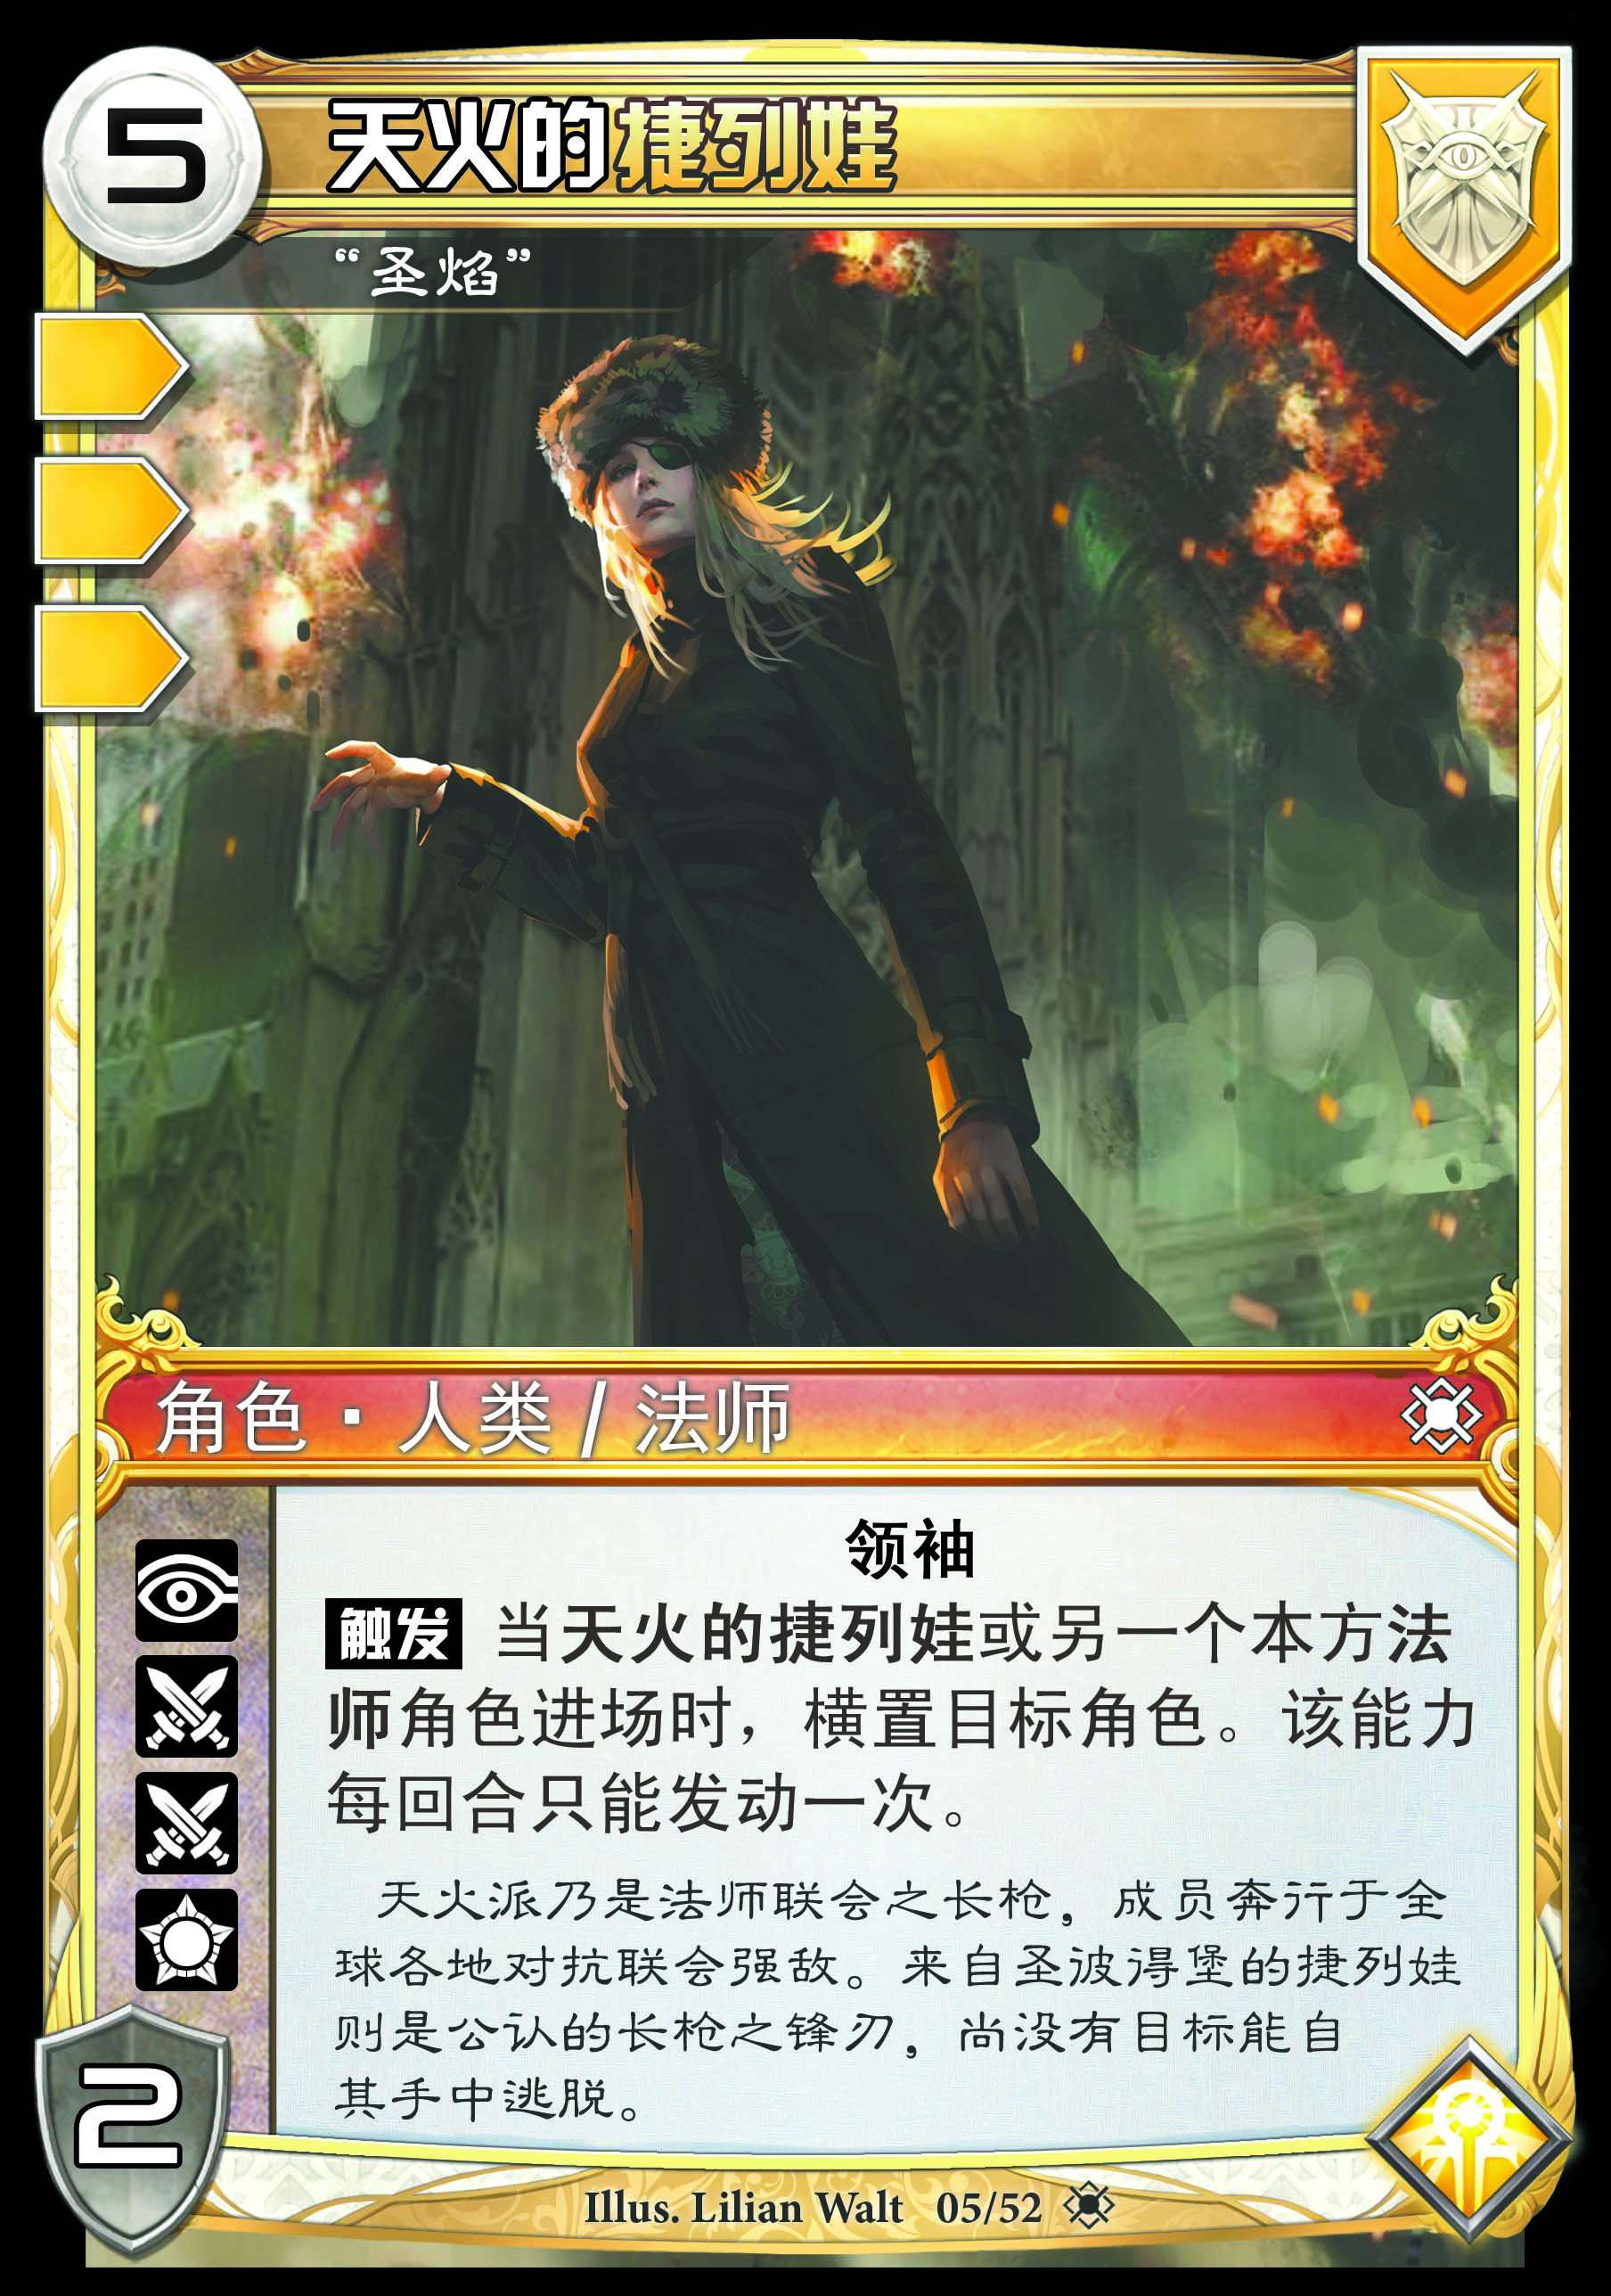 5
天火的捷列娃
“圣焰”
角色·人类/法师
领袖
触发 当天火的捷列娃或另一个本方法
师角色进场时，横置目标角色。该能力
每回合只能发动一次。
天火派乃是法师联会之长枪，成员奔行于全
球各地对抗联会强敌。来自圣彼得堡的捷列娃
则是公认的长枪之锋刃，尚没有目标能自
其手中逃脱。
2
Illus. Lilian Walt 05/52